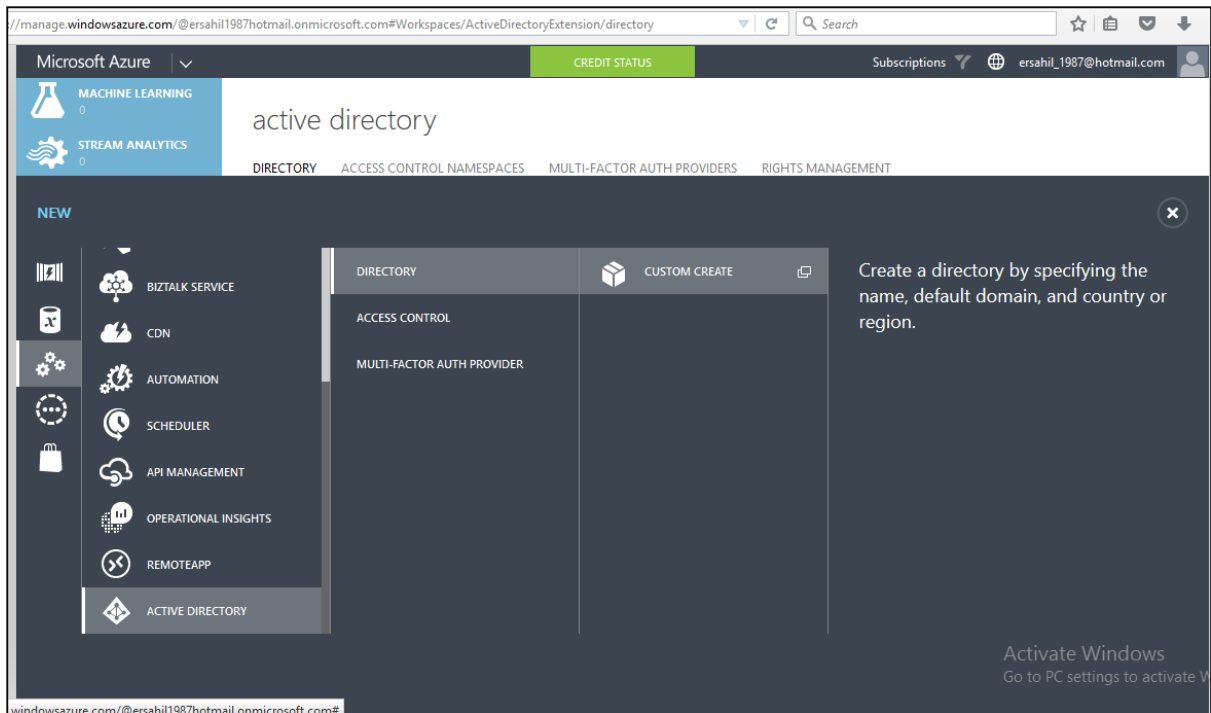 //manage.windowsazure.com/@ersahil1987hotmail.onmicrosoft.com#Workspaces/ActiveDirectoryExtension/directory
Search
Microsoft Azure
CREDIT STATUS
Subscriptions
ersahil_1987@hotmail.com
MACHINE LEARNING
0
STREAM ANALYTICS
0
active directory
DIRECTORY
ACCESS CONTROL NAMESPACES
MULTI-FACTOR AUTH PROVIDERS
RIGHTS MANAGEMENT
NEW
BIZTALK SERVICE
CDN
AUTOMATION
SCHEDULER
API MANAGEMENT
OPERATIONAL INSIGHTS
REMOTEAPP
ACTIVE DIRECTORY
DIRECTORY
ACCESS CONTROL
MULTI-FACTOR AUTH PROVIDER
CUSTOM CREATE
Create a directory by specifying the
name, default domain, and country or
region.
Activate Windows
Go to PC settings to activate W
windowsazure.com/@ersahil1987hotmail.onmicrosoft.com#